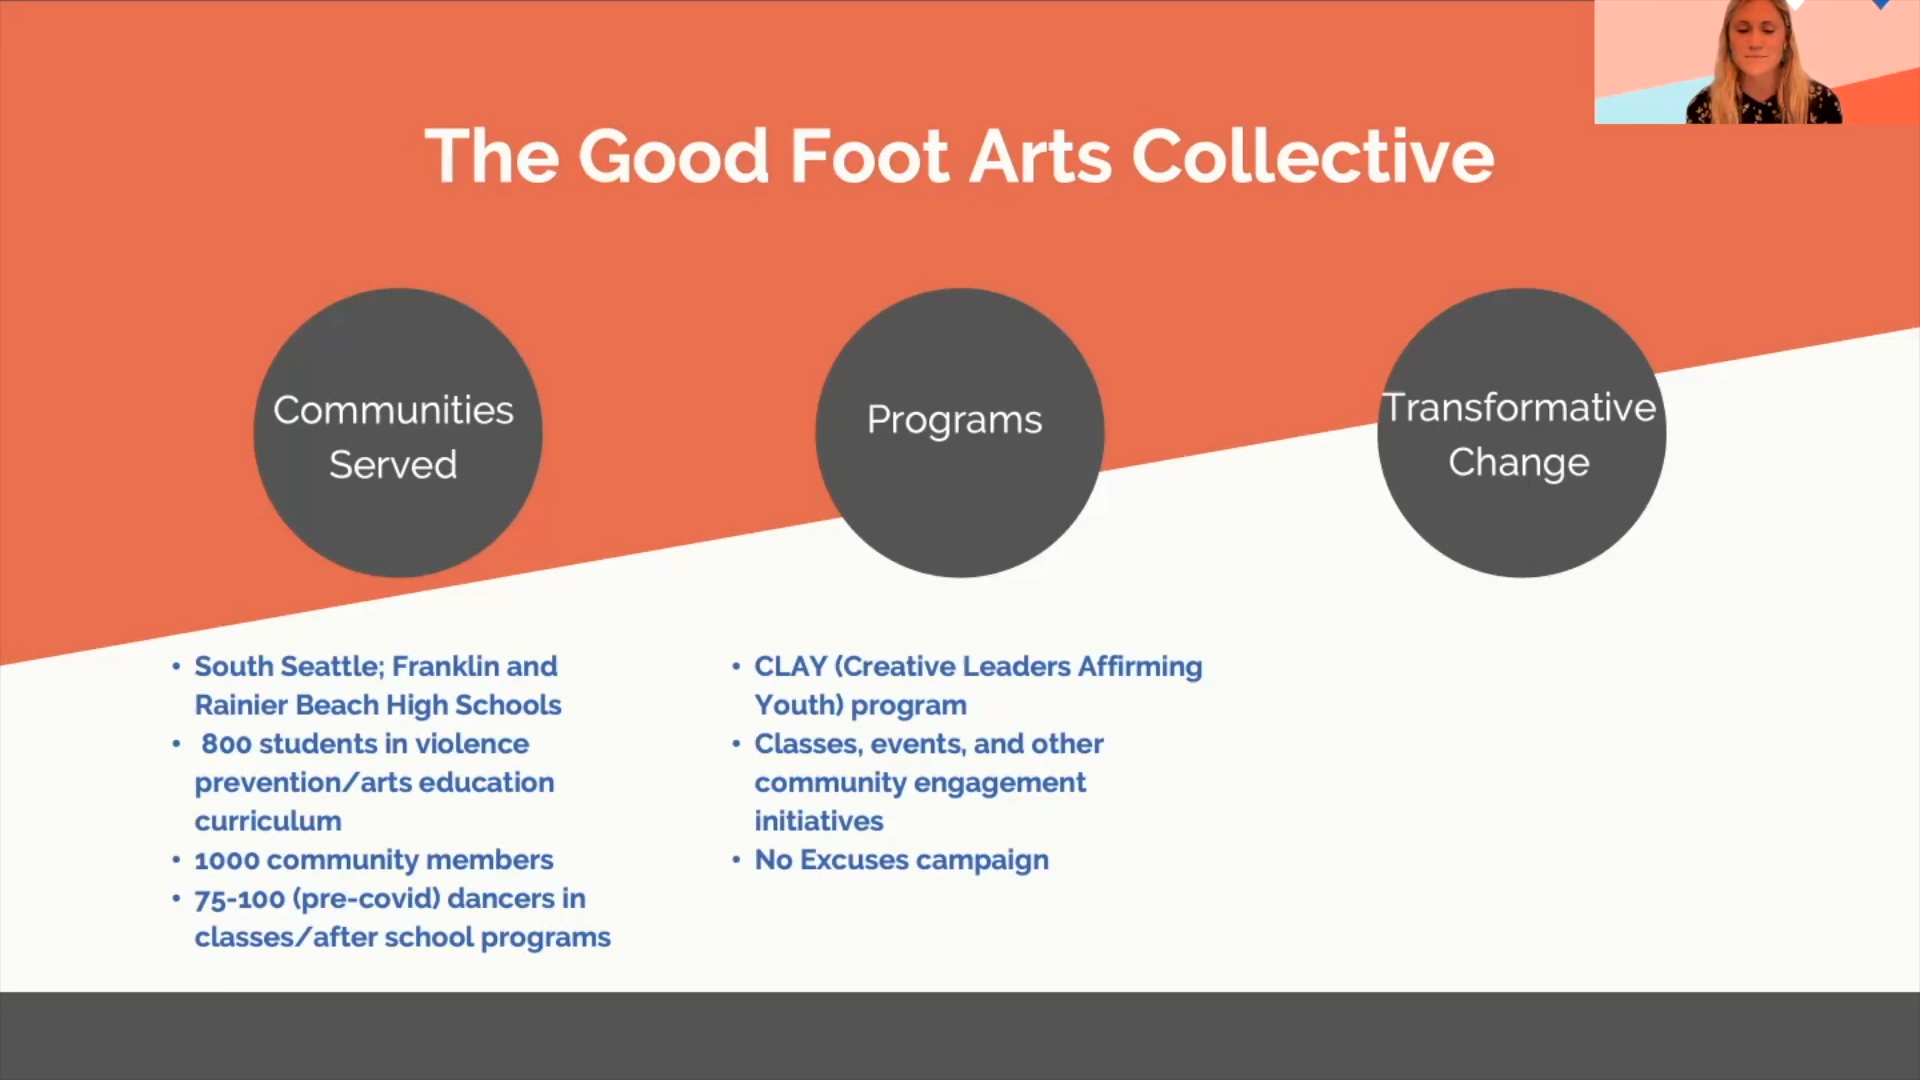 The Good Foot Arts Collective
Communities
Served
Programs
Transformative
Change
• South Seattle; Franklin and
Rainier Beach High Schools
• 800 students in violence
prevention/arts education
curriculum
• 1000 community members
• 75-100 (pre-covid) dancers in
classes/after school programs
• CLAY (Creative Leaders Affirming
Youth) program
• Classes, events, and other
community engagement
initiatives
• No Excuses campaign